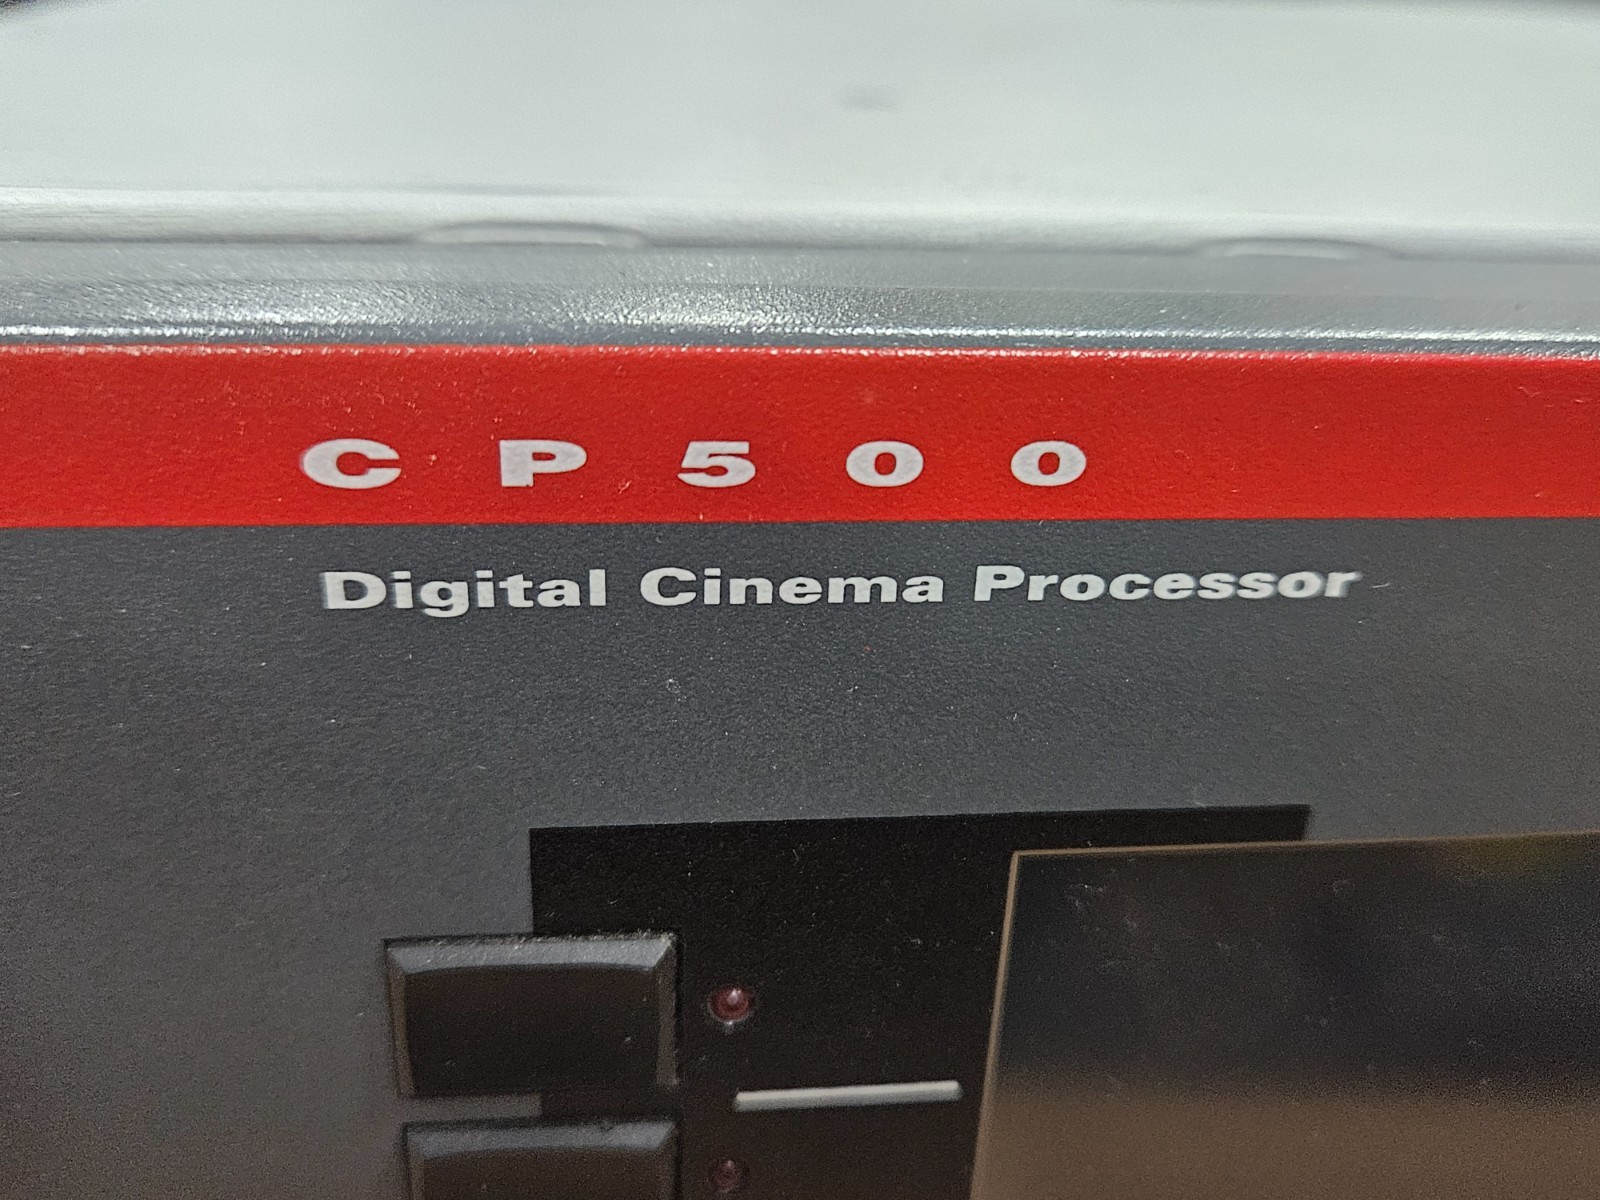 CP500
Digital Cinema Processor